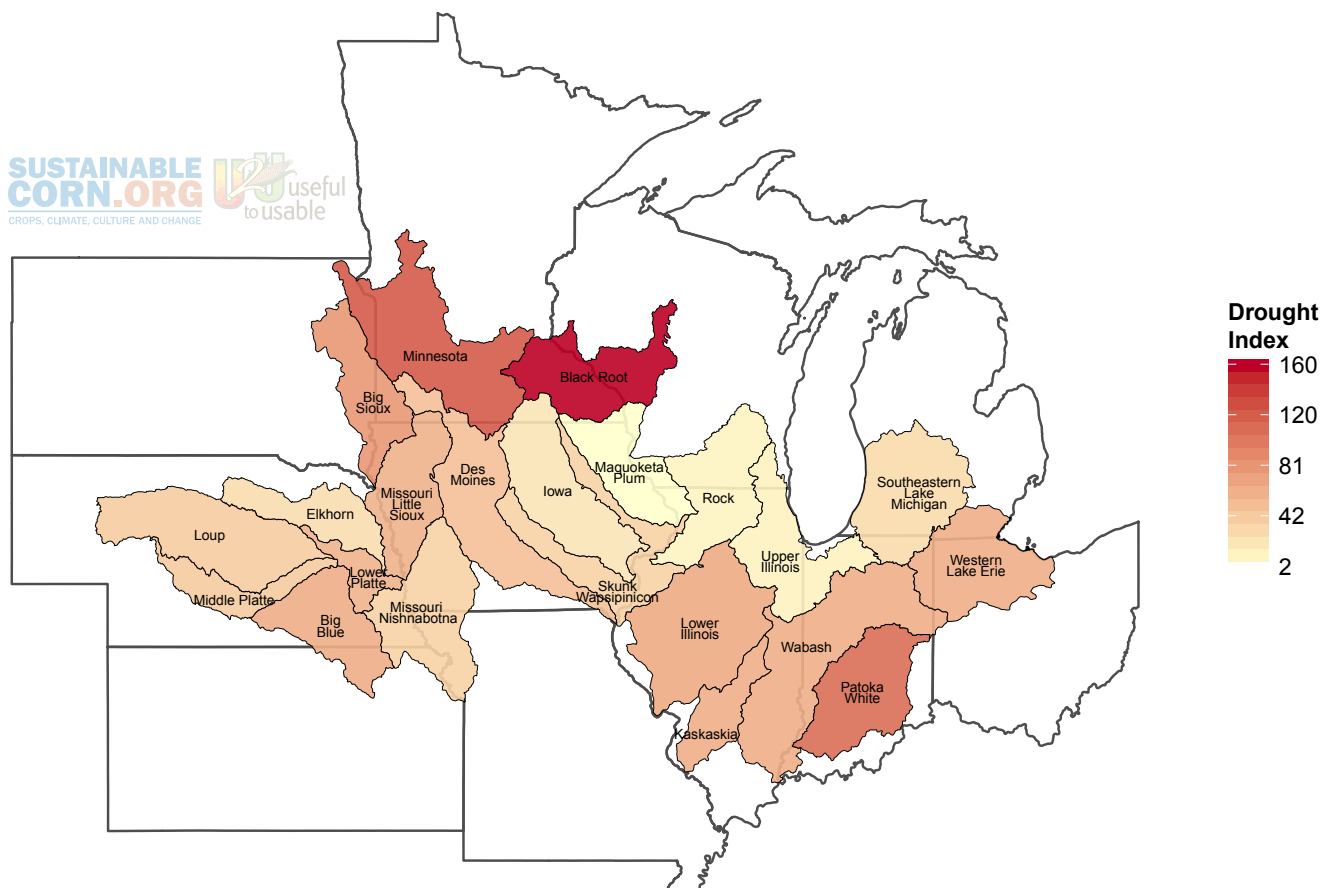 SUSTAINABLE
CORN.ORG
CROPS, CLIMATE, CULTURE AND CHANGE
U2U
useful
to usable
Minnesota
Black Root
Big
Sioux
Maguoketa
Plum
Des
Moines
Iowa
Rock
Southeastern
Lake
Michigan
Missouri
Little
Sioux
Elkhorn
Loup
Upper
Illinois
Western
Lake Erie
Lower
Platte
Skunk
Wapsipinicon
Middle Platte
Missouri
Nishnabotna
Big
Blue
Lower
Illinois
Wabash
Patoka
White
Kaskaskia
Drought
Index
160
120
81
42
2